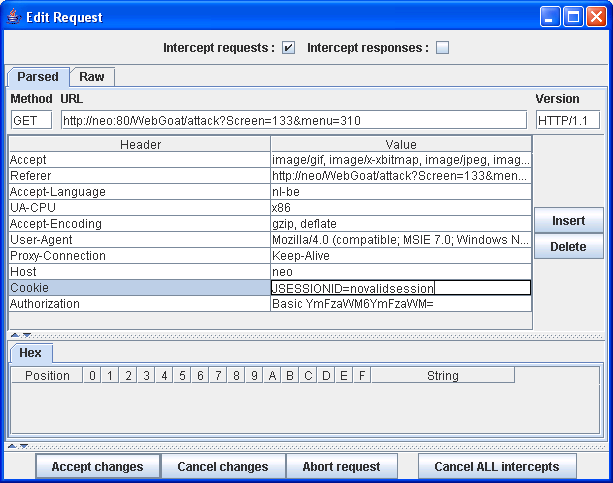 Edit Request
Intercept requests : Intercept responses :
Parsed Raw
Method URL Version
GET http://neo:80/WebGoat/attack?Screen=133&menu=310 HTTP/1.1
Header Value
Accept image/gif, image/x-xbitmap, image/jpeg, imag...
Referer http://neo/WebGoat/attack?Screen=133&men...
Accept-Language nl-be
UA-CPU x86
Accept-Encoding gzip, deflate
User-Agent Mozilla/4.0 (compatible; MSIE 7.0; Windows N...
Proxy-Connection Keep-Alive
Host neo
Cookie JSESSIONID=novalidsession
Authorization Basic YmFzaWM6YmFzaWM=
Insert
Delete
Hex
Position 0 1 2 3 4 5 6 7 8 9 A B C D E F String
Accept changes Cancel changes Abort request Cancel ALL intercepts